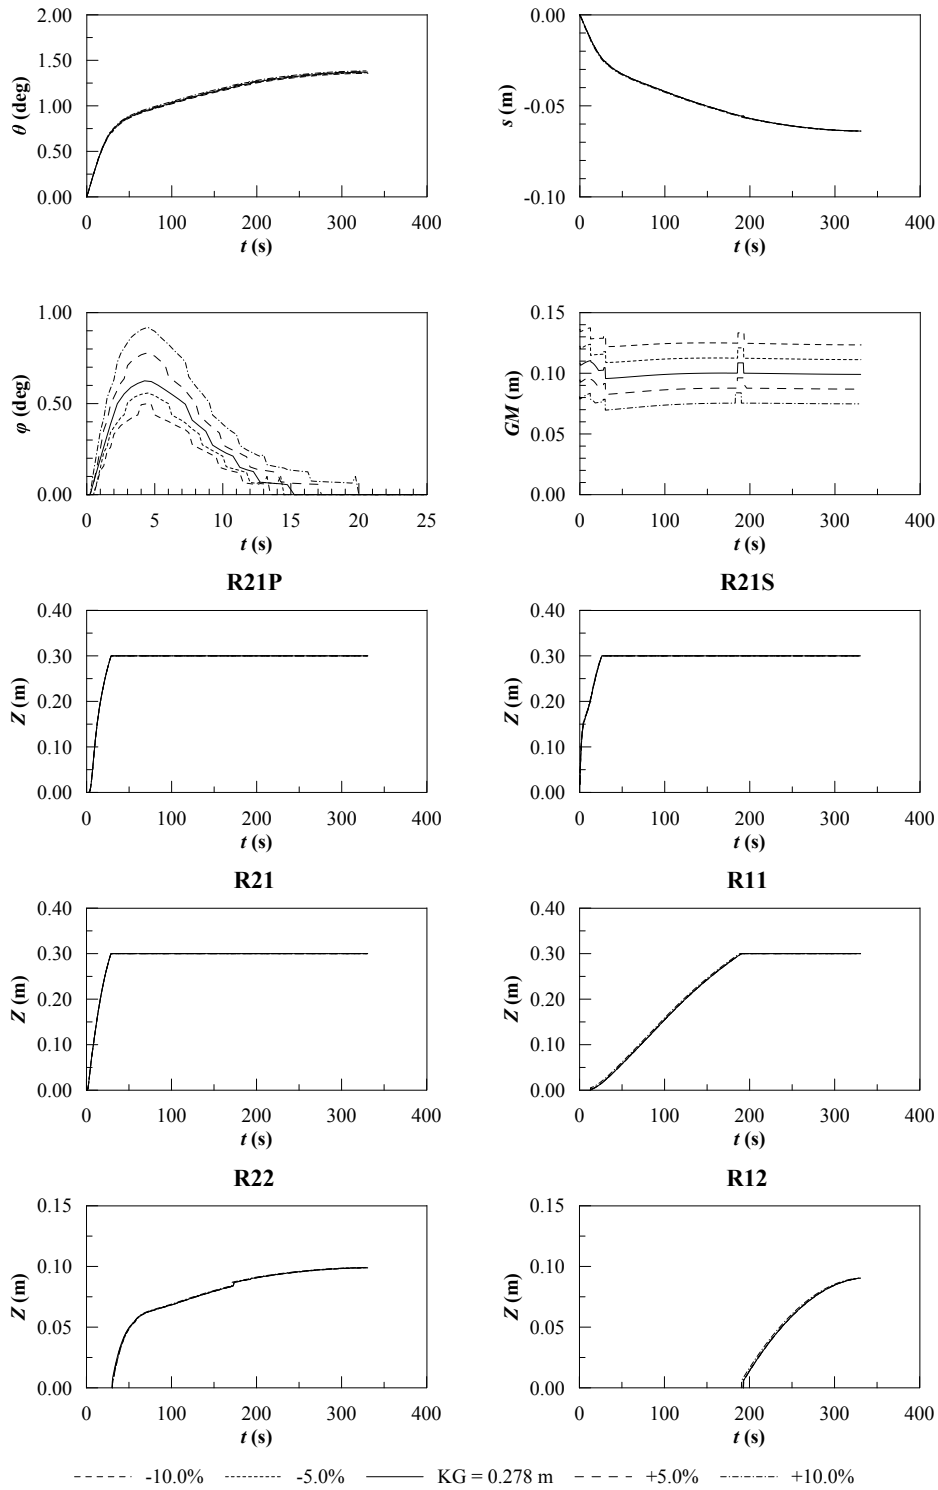 θ (deg)
2.00
1.50
1.00
0.50
0.00
0 100 200 300 400
t (s)
s (m)
0.00
-0.05
-0.10
0 100 200 300 400
t (s)
φ (deg)
1.00
0.50
0.00
0 5 10 15 20 25
t (s)
GM (m)
0.15
0.10
0.05
0.00
0 100 200 300 400
t (s)
R21P
Z (m)
0.40
0.30
0.20
0.10
0.00
0 100 200 300 400
t (s)
R21S
Z (m)
0.40
0.30
0.20
0.10
0.00
0 100 200 300 400
t (s)
R21
Z (m)
0.40
0.30
0.20
0.10
0.00
0 100 200 300 400
t (s)
R11
Z (m)
0.40
0.30
0.20
0.10
0.00
0 100 200 300 400
t (s)
R22
Z (m)
0.15
0.10
0.05
0.00
0 100 200 300 400
t (s)
R12
Z (m)
0.15
0.10
0.05
0.00
0 100 200 300 400
t (s)
-10.0% -5.0% KG = 0.278 m +5.0% +10.0%